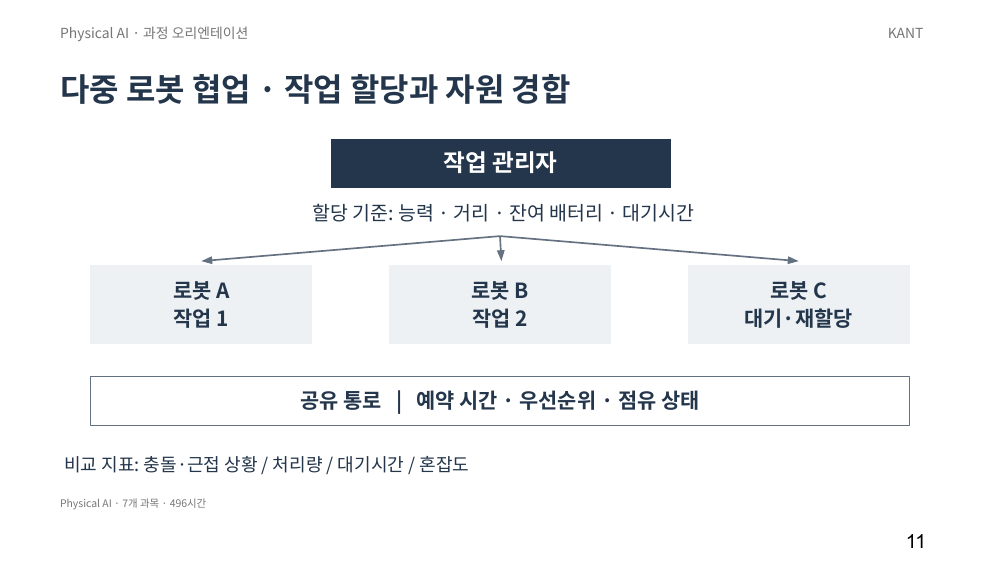 Physical AI · 과정 오리엔테이션
KANT
다중 로봇 협업 · 작업 할당과 자원 경합
작업 관리자
할당 기준: 능력 · 거리 · 잔여 배터리 · 대기시간
로봇 A
작업 1
로봇 B
작업 2
로봇 C
대기·재할당
공유 통로 | 예약 시간 · 우선순위 · 점유 상태
비교 지표: 충돌·근접 상황 / 처리량 / 대기시간 / 혼잡도
Physical AI · 7개 과목 · 496시간
11